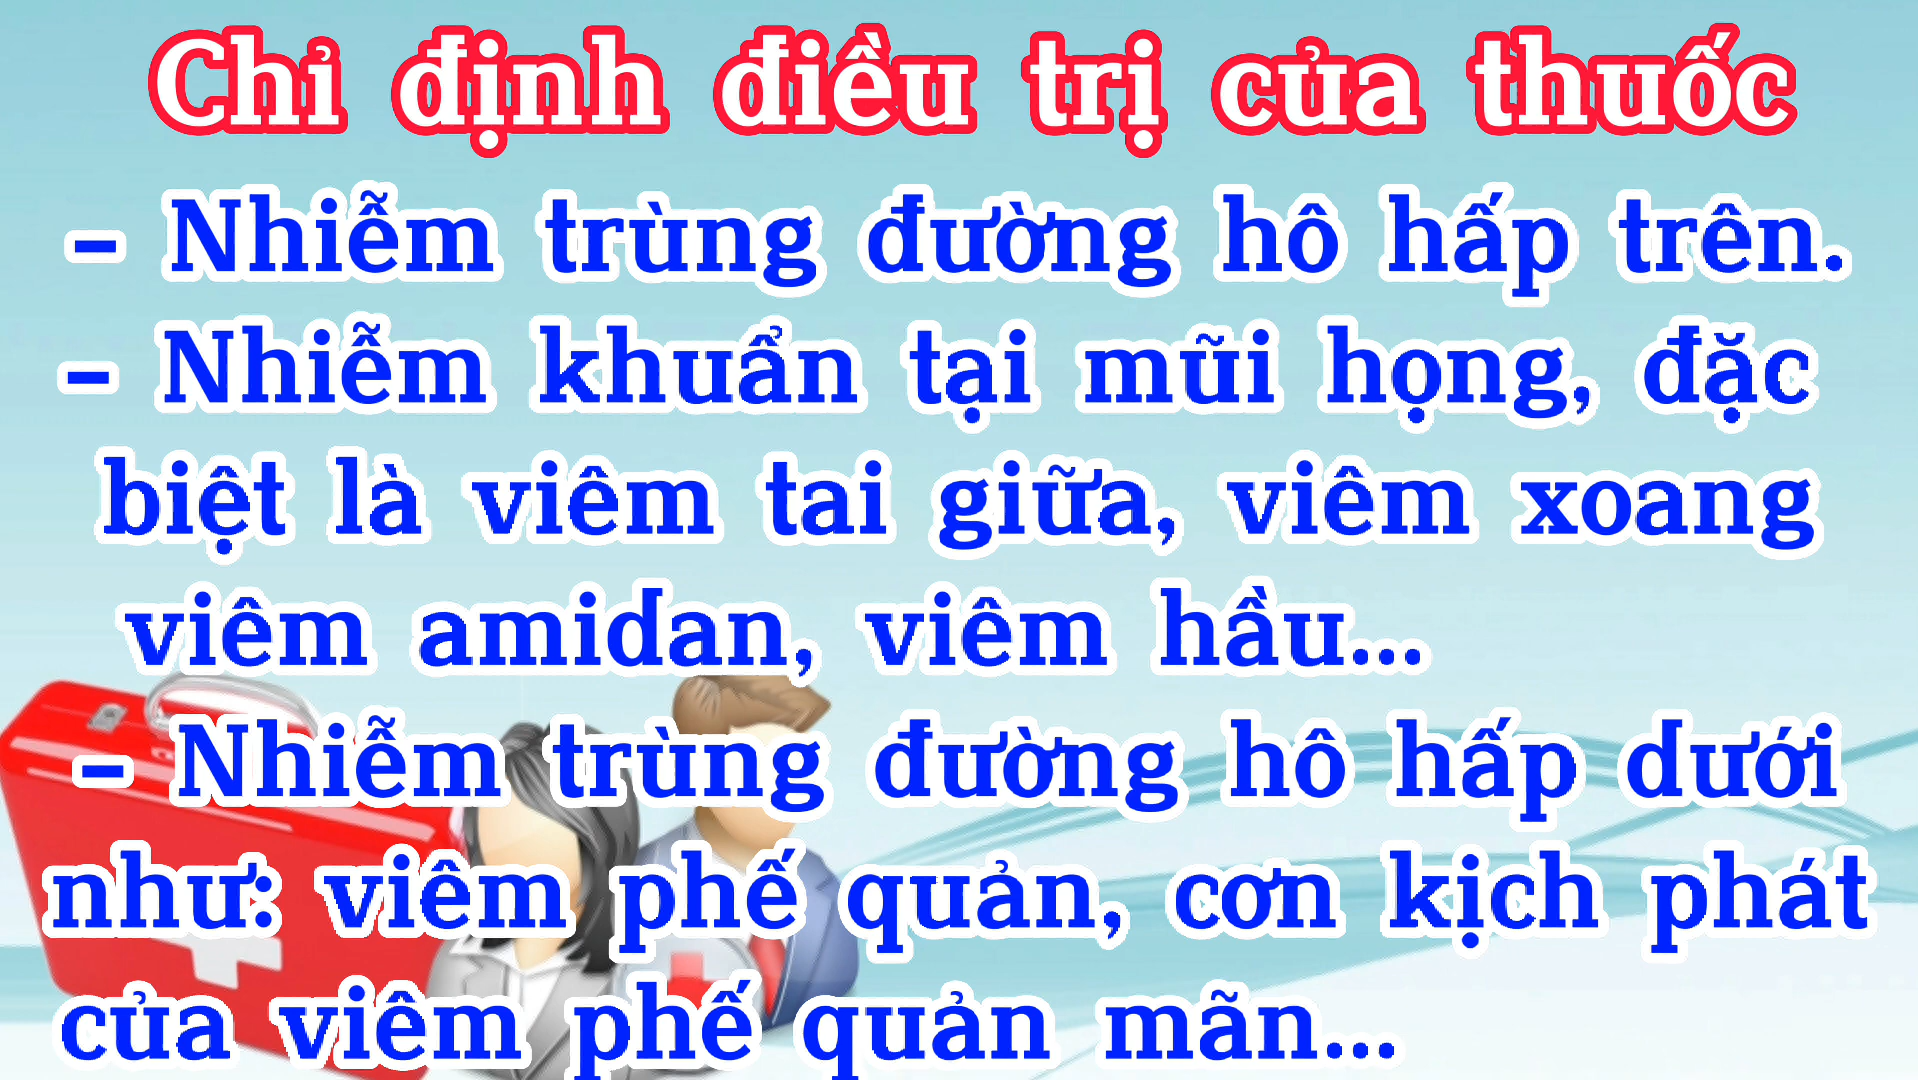 Chỉ định điều trị của thuốc
– Nhiễm trùng đường hô hấp trên.
– Nhiễm khuẩn tại mũi họng, đặc
biệt là viêm tai giữa, viêm xoang
viêm amidan, viêm hầu...
– Nhiễm trùng đường hô hấp dưới
như: viêm phế quản, cơn kịch phát
của viêm phế quản mãn...